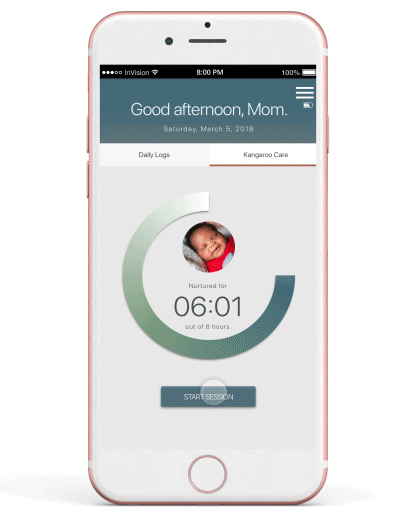 InVision 8:00 PM 100%
Good afternoon, Mom.
Saturday, March 5, 2018
Daily Logs Kangaroo Care
Nurtured for
06:01
out of 8 hours
START SESSION